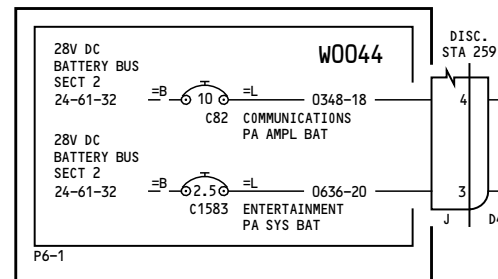 DISC.
STA 259
28V DC
BATTERY BUS
SECT 2
24-61-32
W0044
=B 10 =L 0348-18 4
C82 COMMUNICATIONS
PA AMPL BAT
28V DC
BATTERY BUS
SECT 2
24-61-32
=B 2.5 =L 0636-20 3
C1583 ENTERTAINMENT
PA SYS BAT
J
P6-1